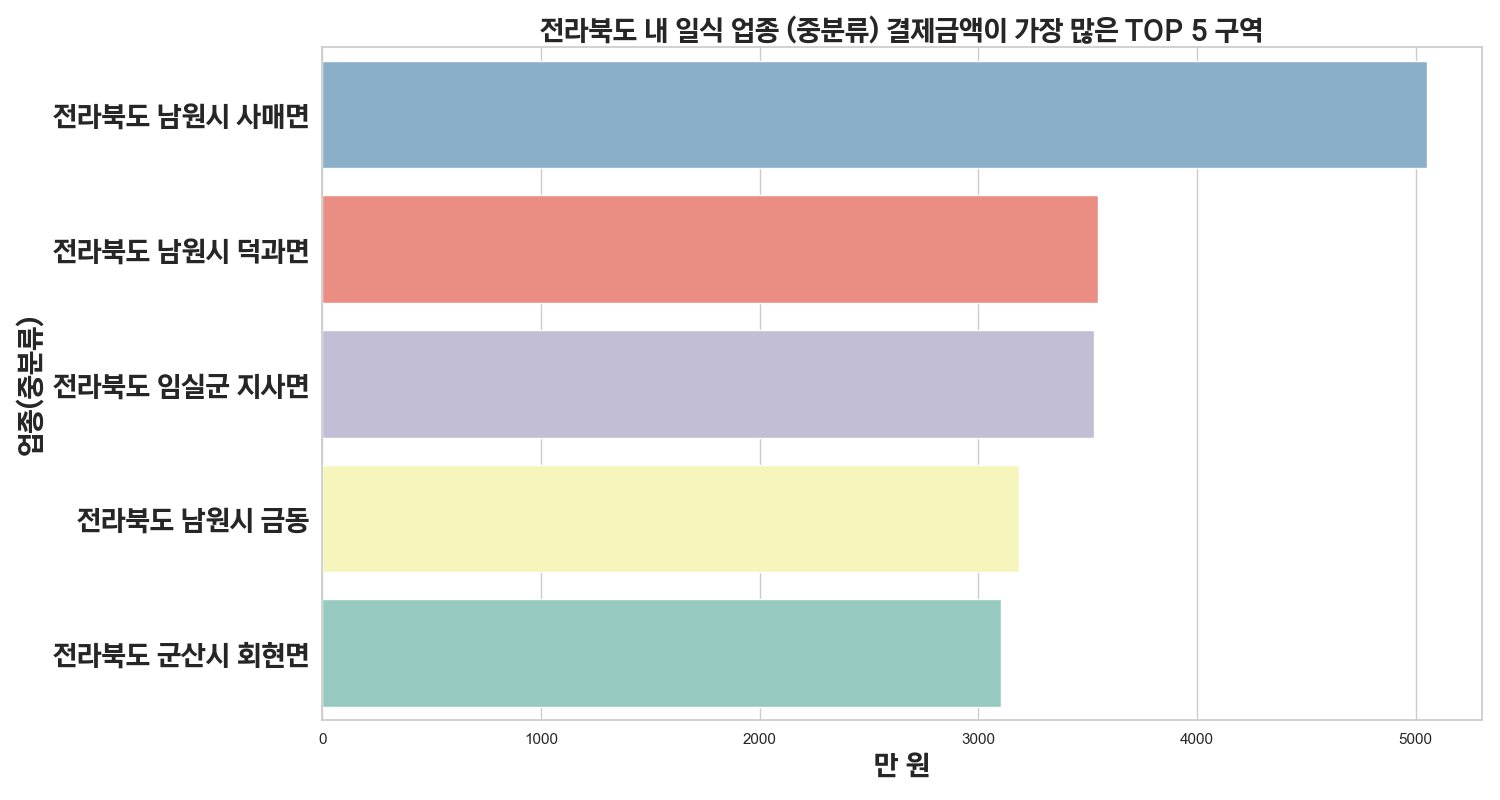 전라북도 내 일식 업종 (중분류) 결제금액이 가장 많은 TOP 5 구역
업종(중분류)
전라북도 남원시 사매면
전라북도 남원시 덕과면
전라북도 임실군 지사면
전라북도 남원시 금동
전라북도 군산시 회현면
0 1000 2000 3000 4000 5000
만 원